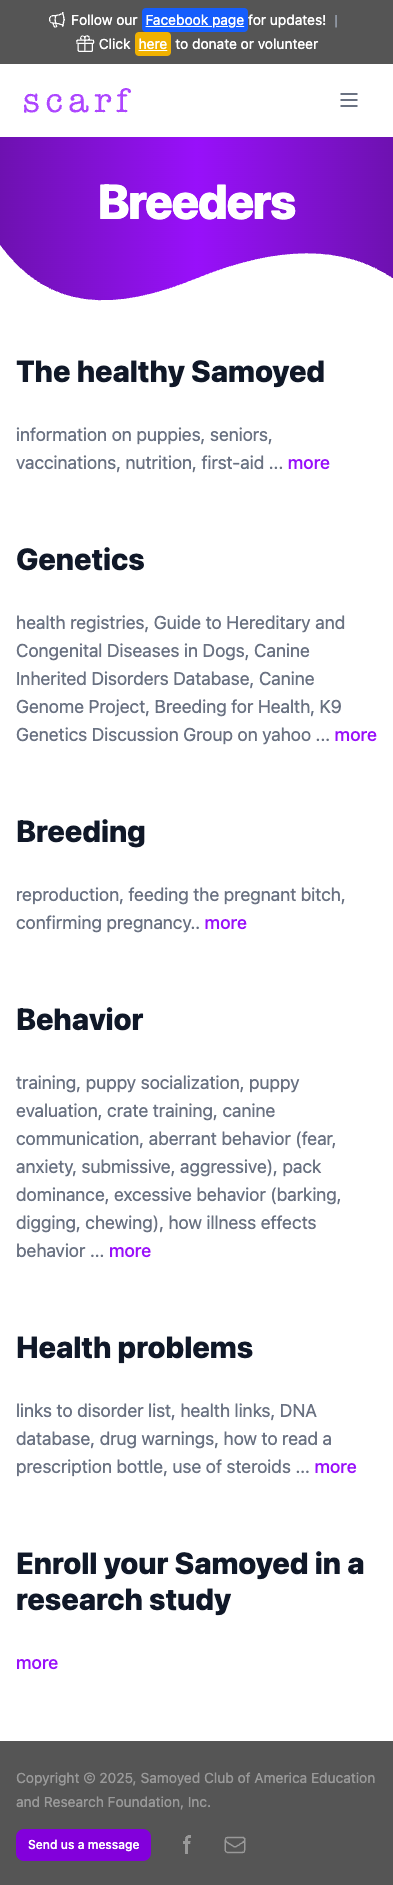 Follow our Facebook page for updates! |
Click here to donate or volunteer
scarf
Breeders
The healthy Samoyed
information on puppies, seniors,
vaccinations, nutrition, first-aid ... more
Genetics
health registries, Guide to Hereditary and
Congenital Diseases in Dogs, Canine
Inherited Disorders Database, Canine
Genome Project, Breeding for Health, K9
Genetics Discussion Group on yahoo ... more
Breeding
reproduction, feeding the pregnant bitch,
confirming pregnancy.. more
Behavior
training, puppy socialization, puppy
evaluation, crate training, canine
communication, aberrant behavior (fear,
anxiety, submissive, aggressive), pack
dominance, excessive behavior (barking,
digging, chewing), how illness effects
behavior ... more
Health problems
links to disorder list, health links, DNA
database, drug warnings, how to read a
prescription bottle, use of steroids ... more
Enroll your Samoyed in a
research study
more
Copyright © 2025, Samoyed Club of America Education
and Research Foundation, Inc.
Send us a message